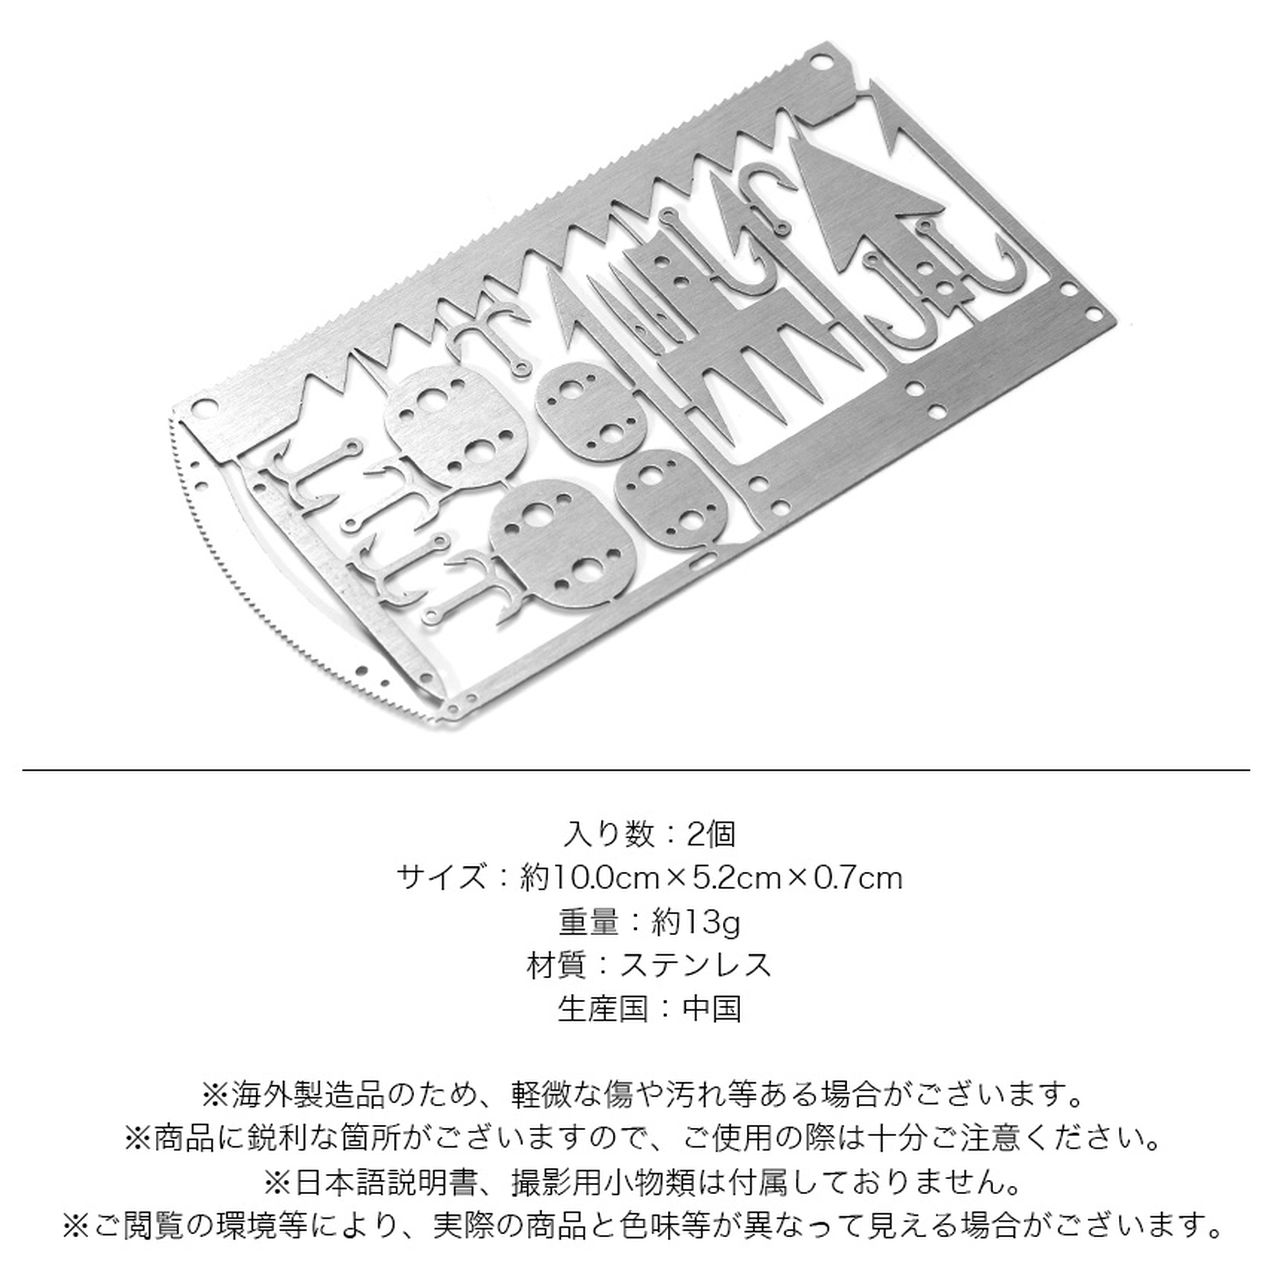 入り数：2個
サイズ：約10.0cm×5.2cm×0.7cm
重量：約13g
材質：ステンレス
生産国：中国
※海外製造品のため、軽微な傷や汚れ等ある場合がございます。
※商品に鋭利な箇所がございますので、ご使用の際は十分ご注意ください。
※日本語説明書、撮影用小物類は付属しておりません。
※ご閲覧の環境等により、実際の商品と色味等が異なって見える場合がございます。